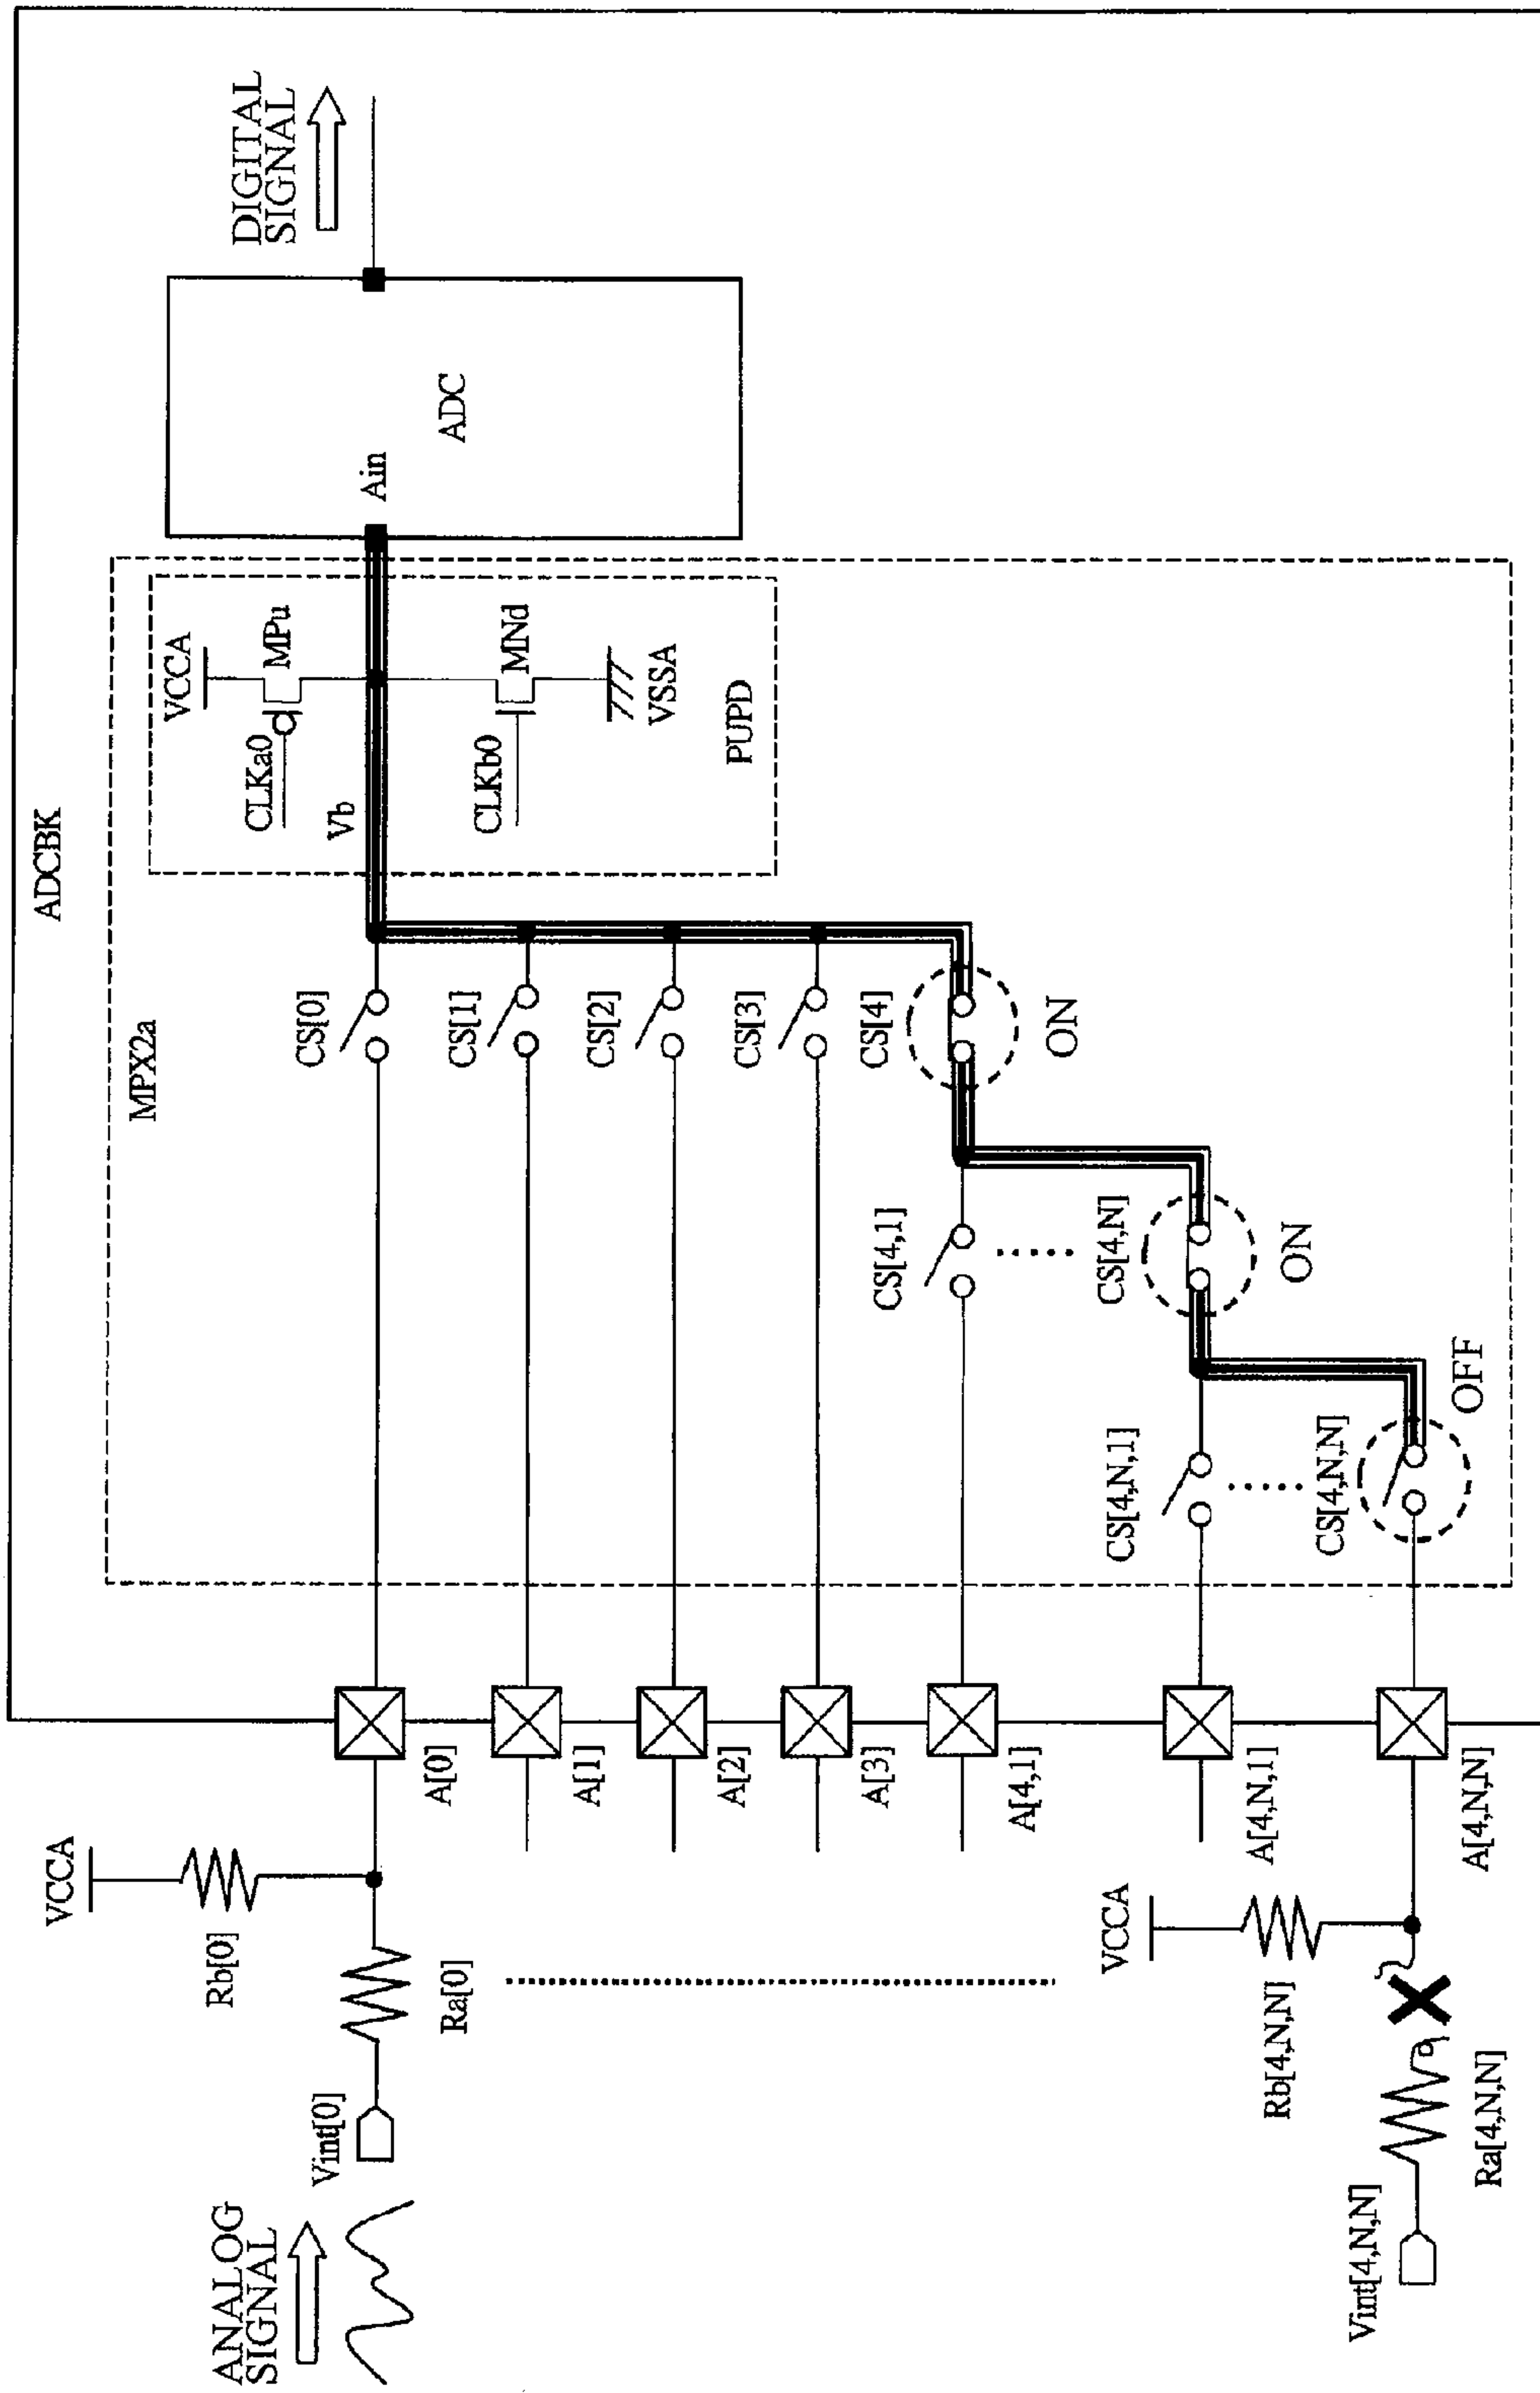 ADCBK
MPX2a
ANALOG
SIGNAL
Vint[0]
Ra[0]
Rb[0]
VCCA
A[0]
A[1]
A[2]
A[3]
A[4,1]
A[4,N,1]
A[4,N,N]
CS[0]
CS[1]
CS[2]
CS[3]
CS[4]
ON
CS[4,1]
CS[4,N]
ON
CS[4,N,1]
CS[4,N,N]
OFF
VCCA
Rb[4,N,N]
Vint[4,N,N]
Ra[4,N,N]
VCCA
CLKa0
MPu
Vb
CLKb0
MNd
VSSA
PUPD
Ain
ADC
DIGITAL
SIGNAL